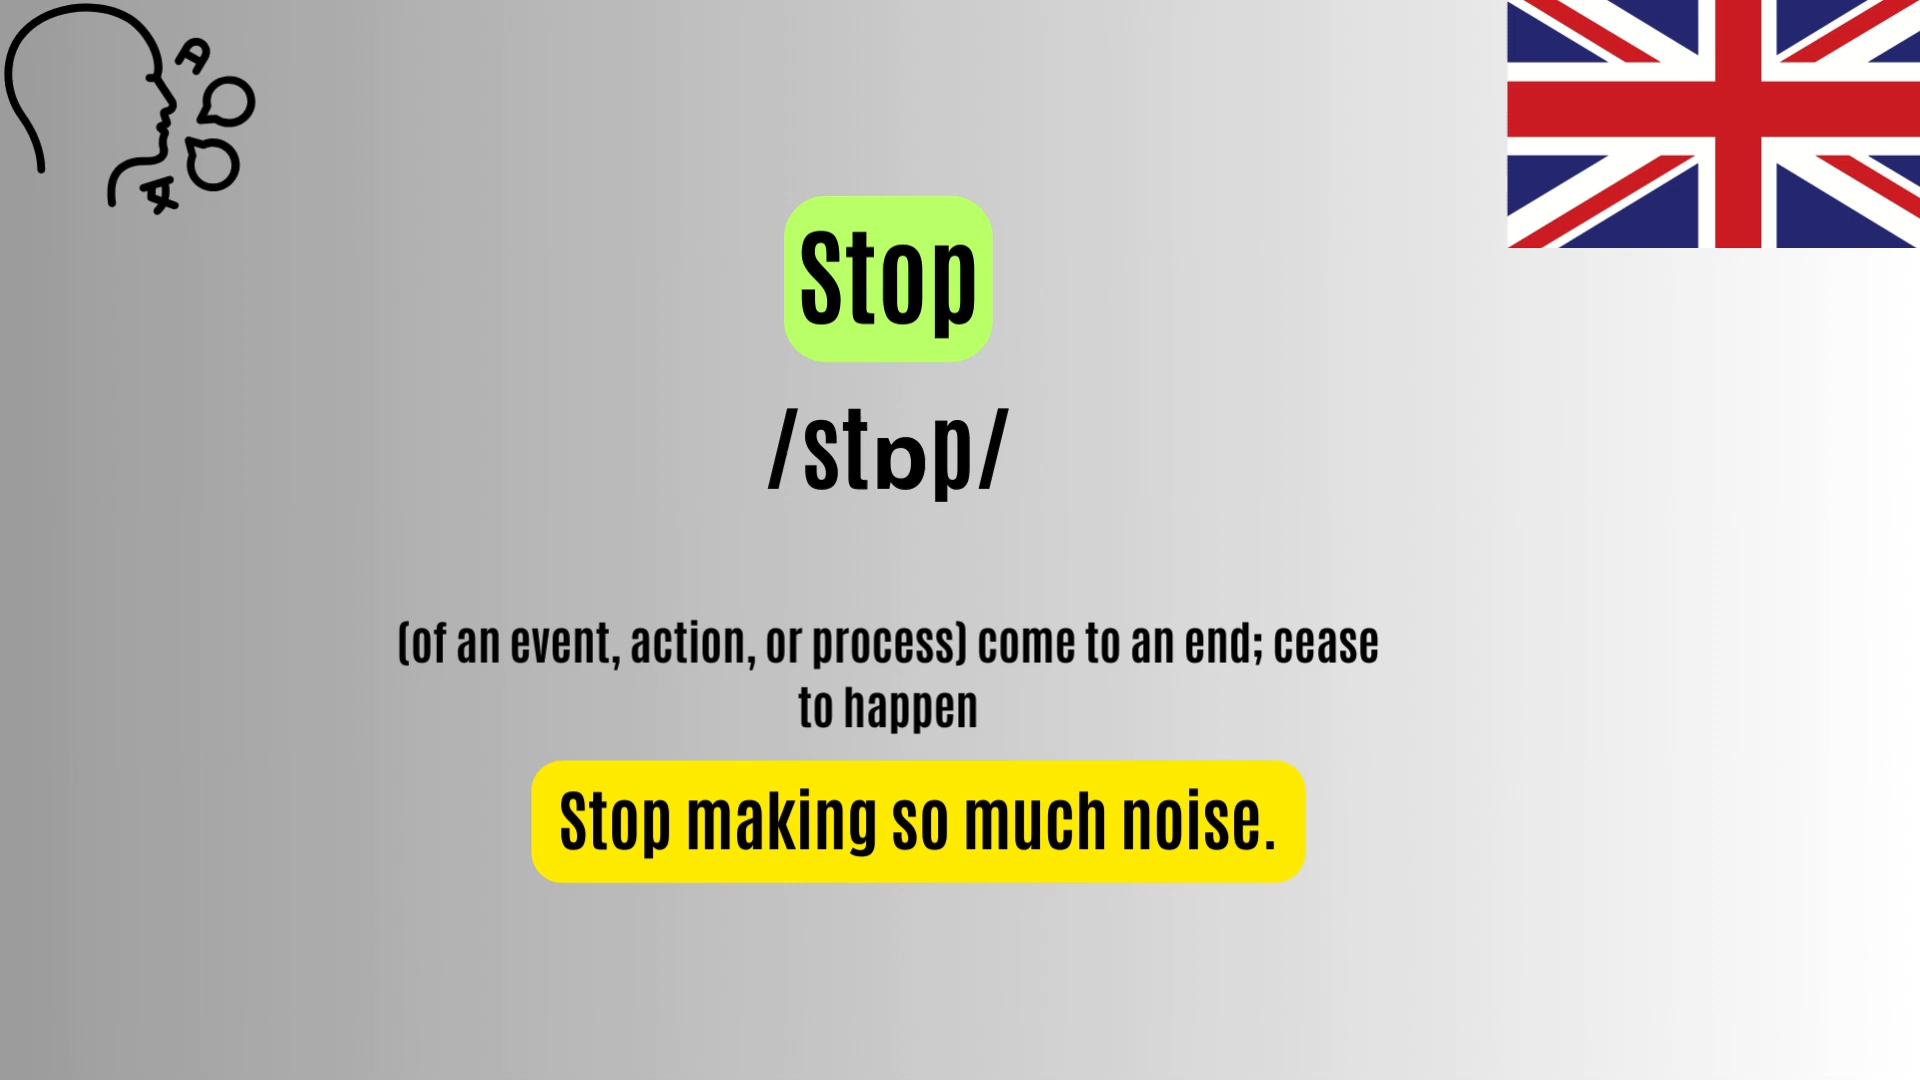 Stop
/stɒp/
(of an event, action, or process) come to an end; cease
to happen
Stop making so much noise.